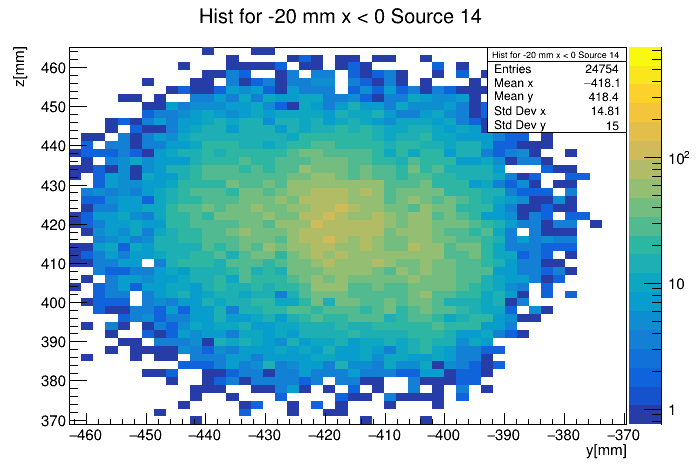 Hist for -20 mm x < 0 Source 14
z[mm]
Hist for -20 mm x < 0 Source 14
Entries 24754
Mean x −418.1
Mean y 418.4
Std Dev x 14.81
Std Dev y 15
460
450
440
430
420
410
400
390
380
370
10²
10
1
−460 −450 −440 −430 −420 −410 −400 −390 −380 −370
y[mm]